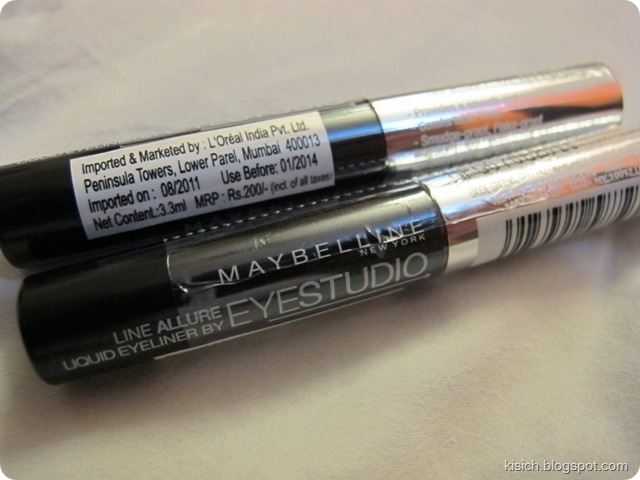 Imported & Marketed by : L'Oréal India Pvt. Ltd.
Peninsula Towers, Lower Parel, Mumbai 400013
Imported on : 08/2011 Use Before: 01/2014
Net Content:3.3ml MRP : Rs.200/- (incl. of all taxes)
MAYBELLINE
NEW YORK
LINE ALLURE
LIQUID EYELINER BY EYESTUDIO
kisich.blogspot.com